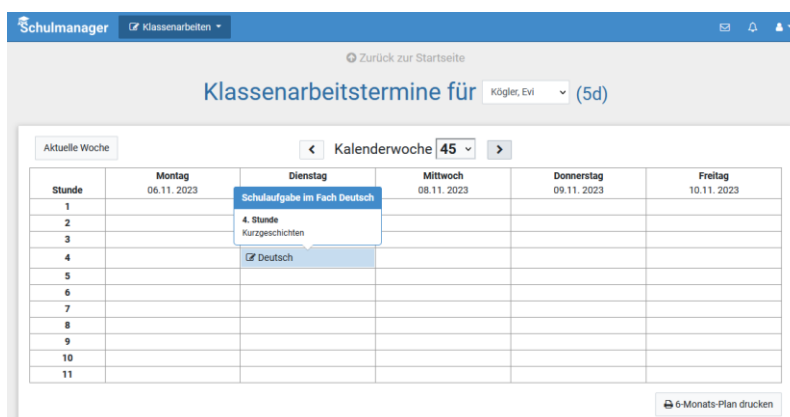 Schulmanager Klassenarbeiten
Zurück zur Startseite
Klassenarbeitstermine für Kögler, Evi (5d)
Aktuelle Woche
Kalenderwoche 45
Stunde Montag 06.11. 2023 Dienstag Mittwoch 08.11. 2023 Donnerstag 09.11. 2023 Freitag 10.11. 2023
Schulaufgabe im Fach Deutsch
4. Stunde
Kurzgeschichten
1
2
3
4 Deutsch
5
6
7
8
9
10
11
6-Monats-Plan drucken